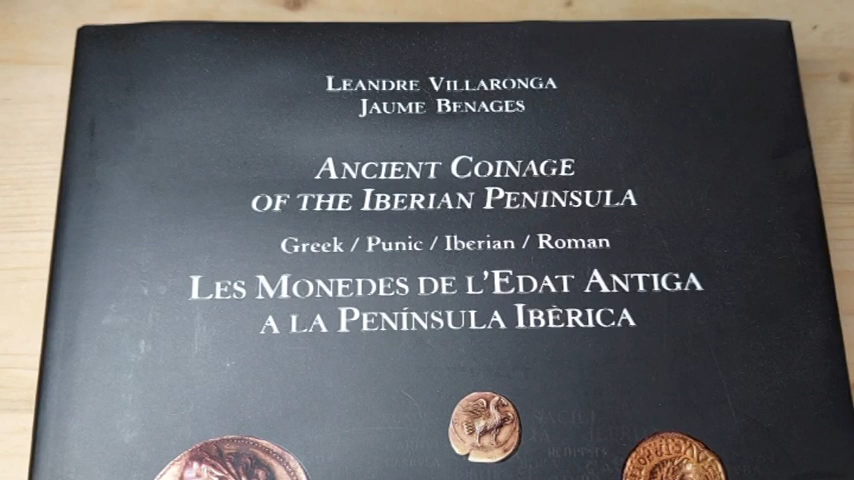 LEANDRE VILLARONGA
JAUME BENAGES
ANCIENT COINAGE
OF THE IBERIAN PENINSULA
Greek / Punic / Iberian / Roman
LES MONEDES DE L'EDAT ANTIGA
A LA PENÍNSULA IBÈRICA